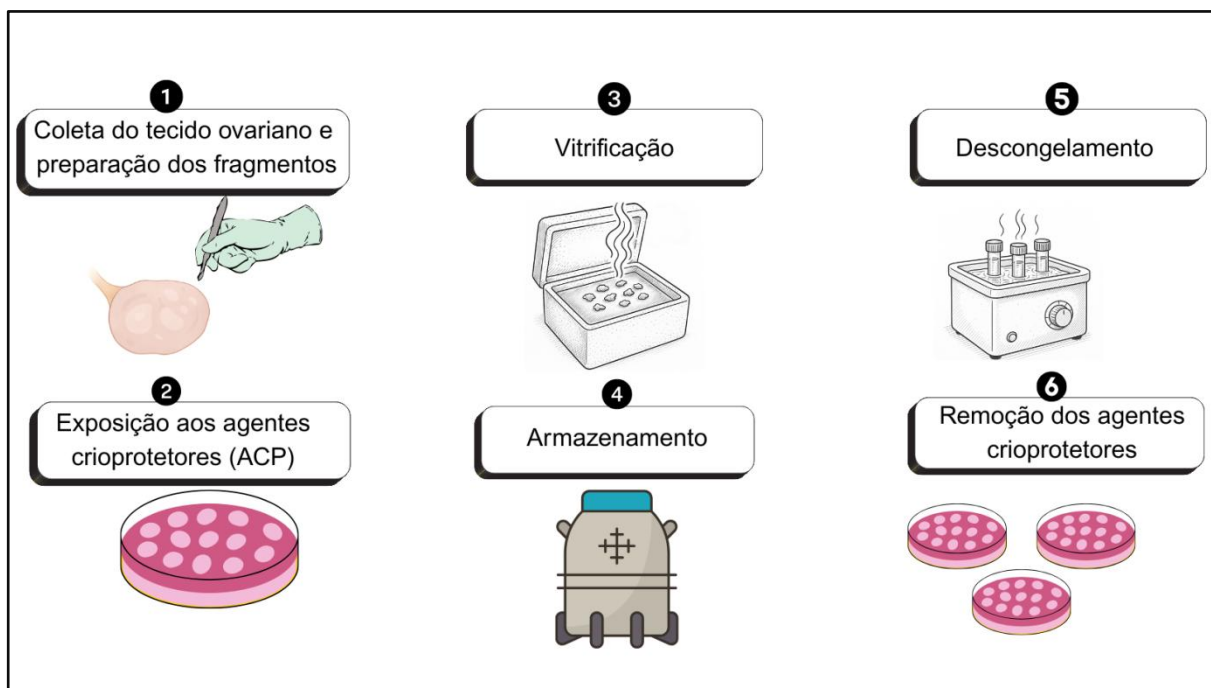 1
Coleta do tecido ovariano e
preparação dos fragmentos
2
Exposição aos agentes
crioprotetores (ACP)
3
Vitrificação
4
Armazenamento
5
Descongelamento
6
Remoção dos agentes
crioprotetores